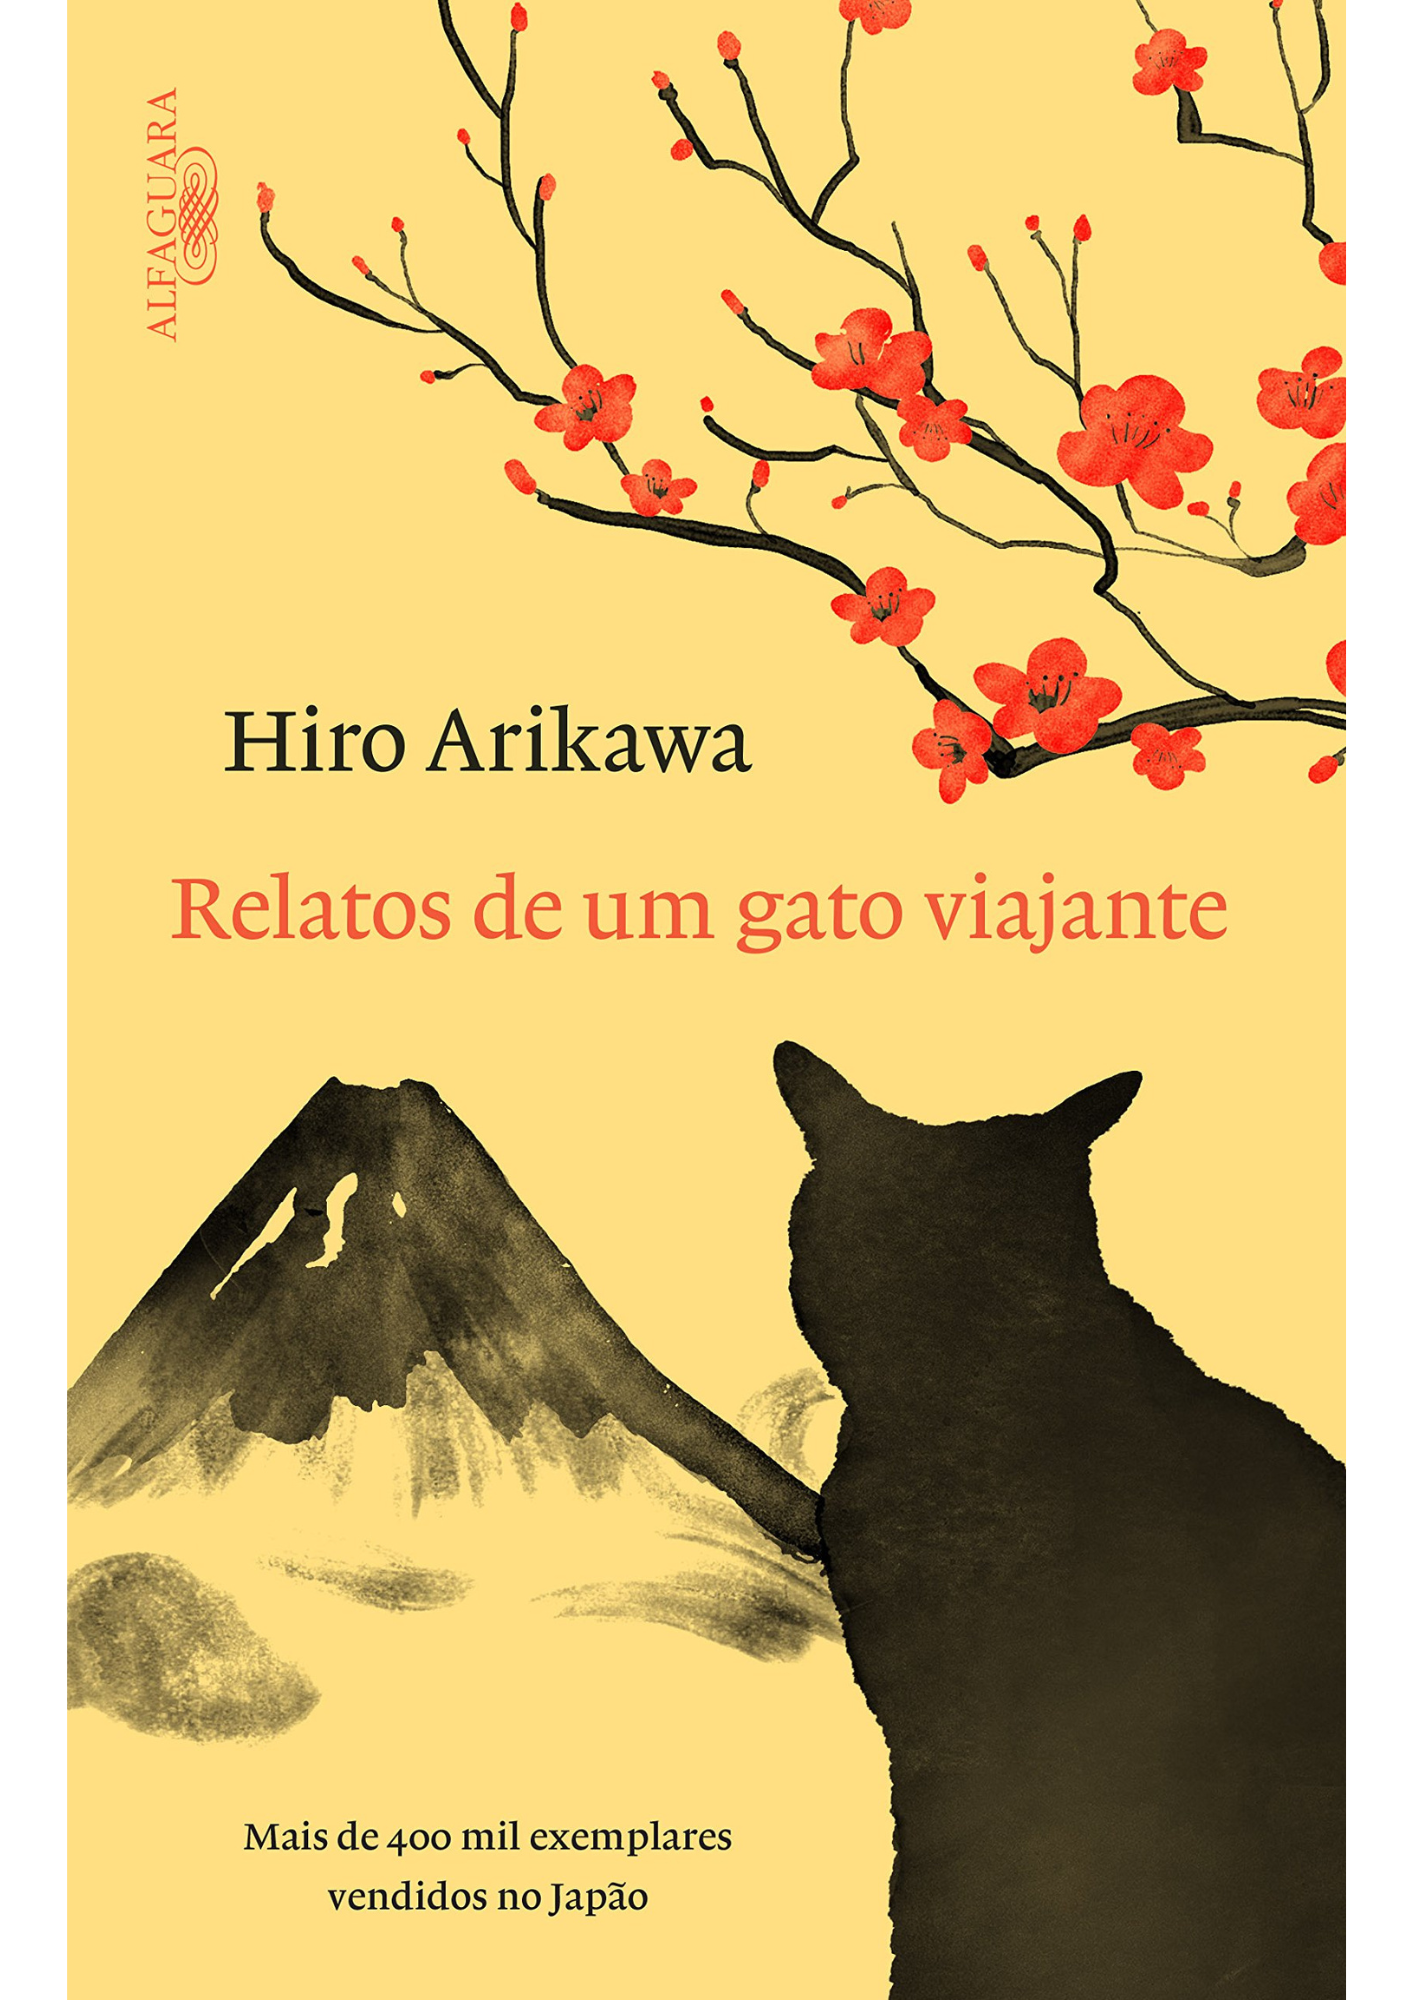 ALFAGUARA
Hiro Arikawa
Relatos de um gato viajante
Mais de 400 mil exemplares
vendidos no Japão